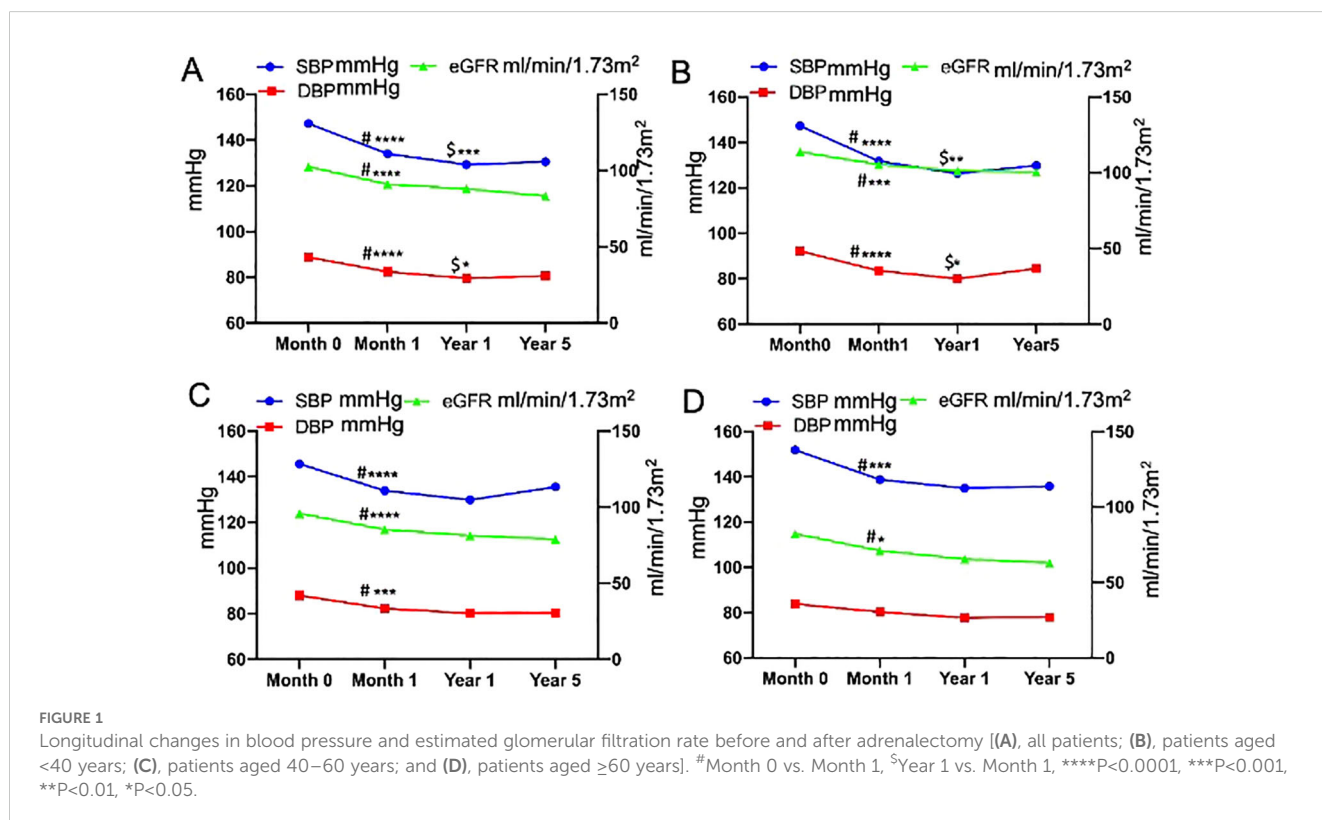 A
SBP mmHg
eGFR ml/min/1.73m²
DBP mmHg
160
140
120
100
80
60
mmHg
150
100
50
0
ml/min/1.73m²
# ****
$ ***
# ****
# ****
$ *
Month 0 Month 1 Year 1 Year 5
B
SBP mmHg
eGFR ml/min/1.73m²
DBP mmHg
160
140
120
100
80
60
mmHg
150
100
50
0
ml/min/1.73m²
# ****
$ **
# ***
# ****
$ *
Month0 Month1 Year1 Year5
C
SBP mmHg
eGFR ml/min/1.73m²
DBP mmHg
160
140
120
100
80
60
mmHg
150
100
50
0
ml/min/1.73m²
# ****
# ****
# ***
Month 0 Month 1 Year 1 Year 5
D
SBP mmHg
eGFR ml/min/1.73m²
DBP mmHg
160
140
120
100
80
60
mmHg
150
100
50
0
ml/min/1.73m²
# ***
# *
Month 0 Month 1 Year 1 Year 5
FIGURE 1
Longitudinal changes in blood pressure and estimated glomerular filtration rate before and after adrenalectomy [(A), all patients; (B), patients aged
<40 years; (C), patients aged 40–60 years; and (D), patients aged ≥60 years]. #Month 0 vs. Month 1, $Year 1 vs. Month 1, ****P<0.0001, ***P<0.001,
**P<0.01, *P<0.05.